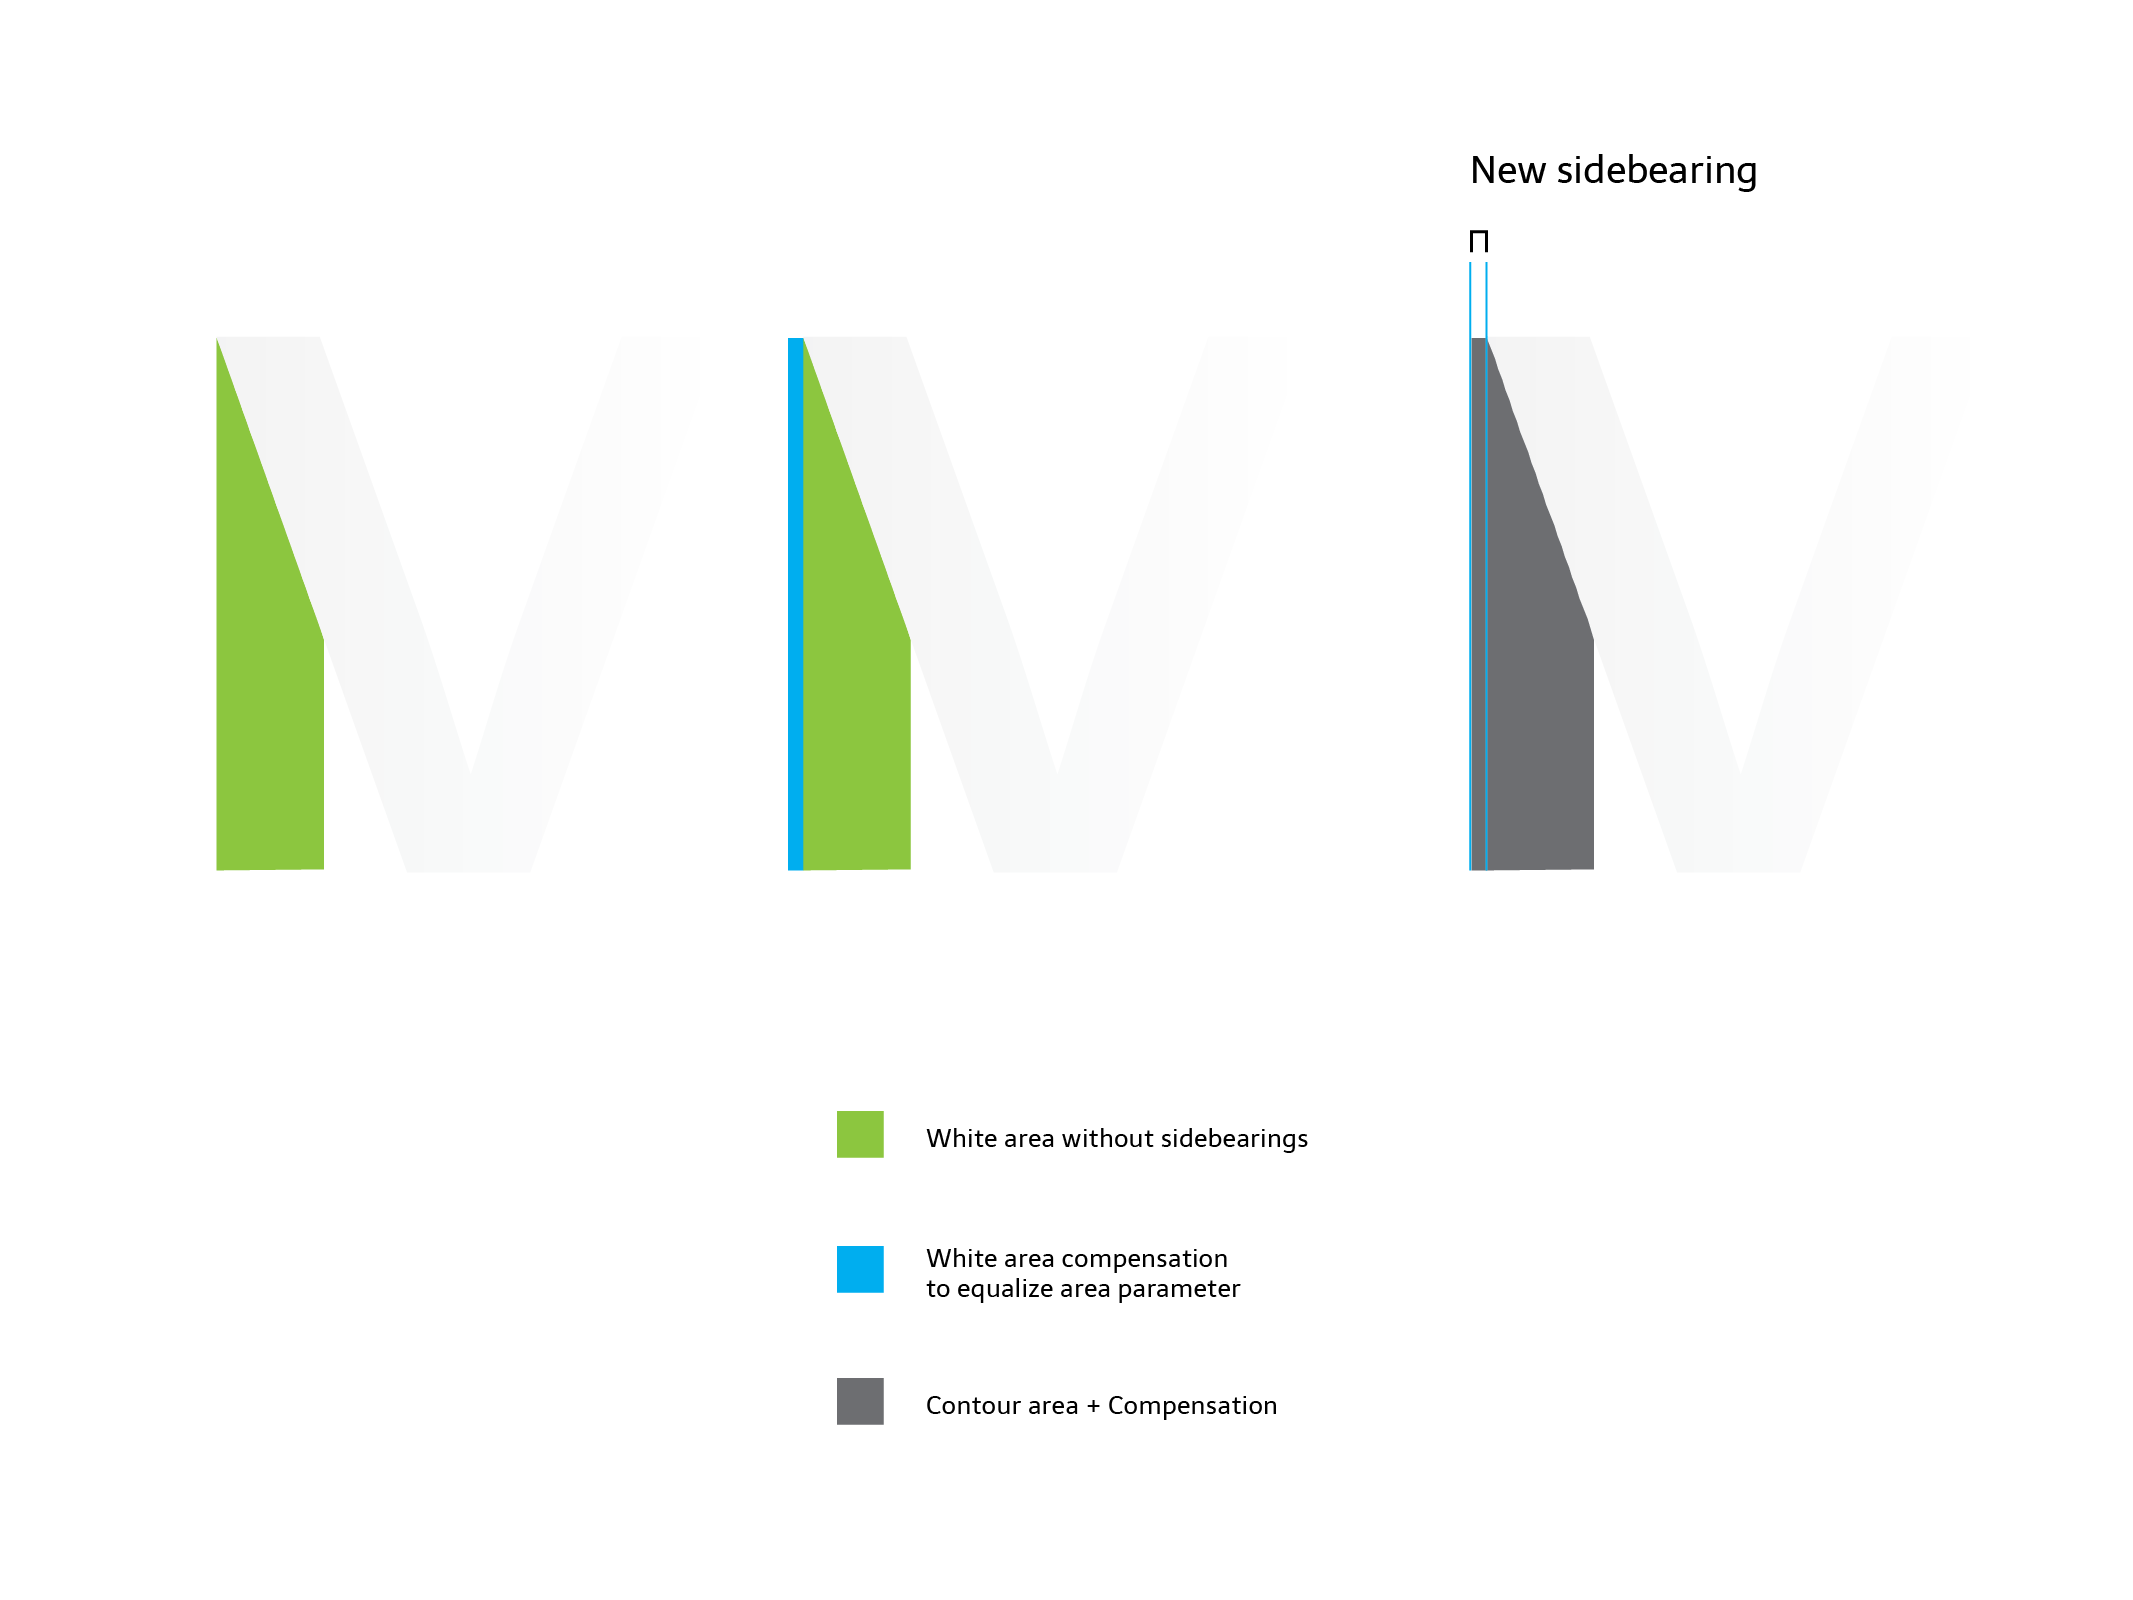 New sidebearing
White area without sidebearings
White area compensation
to equalize area parameter
Contour area + Compensation